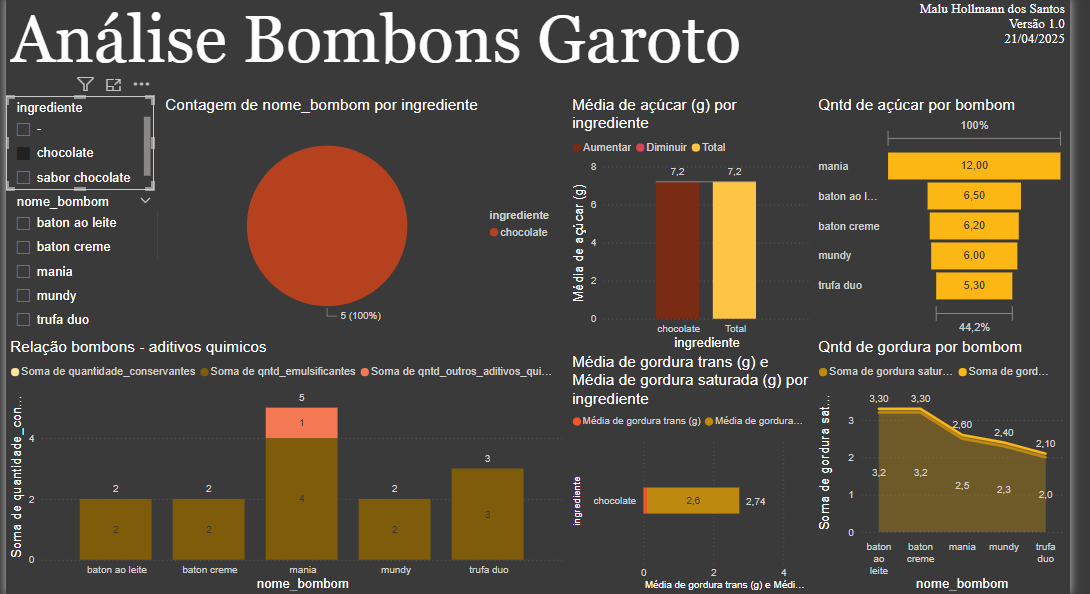 Análise Bombons Garoto
Malu Hollmann dos Santos
Versão 1.0
21/04/2025
ingrediente
-
chocolate
sabor chocolate
nome_bombom
baton ao leite
baton creme
mania
mundy
trufa duo
Contagem de nome_bombom por ingrediente
ingrediente
chocolate
5 (100%)
Média de açúcar (g) por
ingrediente
Aumentar Diminuir Total
Média de açúcar (g)
8
6
4
2
0
7,2
7,2
chocolate
Total
ingrediente
Qntd de açúcar por bombom
100%
mania
12,00
baton ao l...
6,50
baton creme
6,20
mundy
6,00
trufa duo
5,30
44,2%
Relação bombons - aditivos quimicos
Soma de quantidade_conservantes Soma de qntd_emulsificantes Soma de qntd_outros_aditivos_qui...
Soma de quantidade_con...
4
2
0
2
2
5
2
3
1
2
2
4
2
3
baton ao leite
baton creme
mania
mundy
trufa duo
nome_bombom
Média de gordura trans (g) e
Média de gordura saturada (g) por
ingrediente
Média de gordura trans (g) Média de gordura...
ingrediente
chocolate
2,6
2,74
0
2
4
Média de gordura trans (g) e Médi...
Qntd de gordura por bombom
Soma de gordura satur... Soma de gord...
Soma de gordura sat...
3
2
1
0
3,30
3,30
2,60
2,40
2,10
3,2
3,2
2,5
2,3
2,0
baton
ao
leite
baton
creme
mania
mundy
trufa
duo
nome_bombom